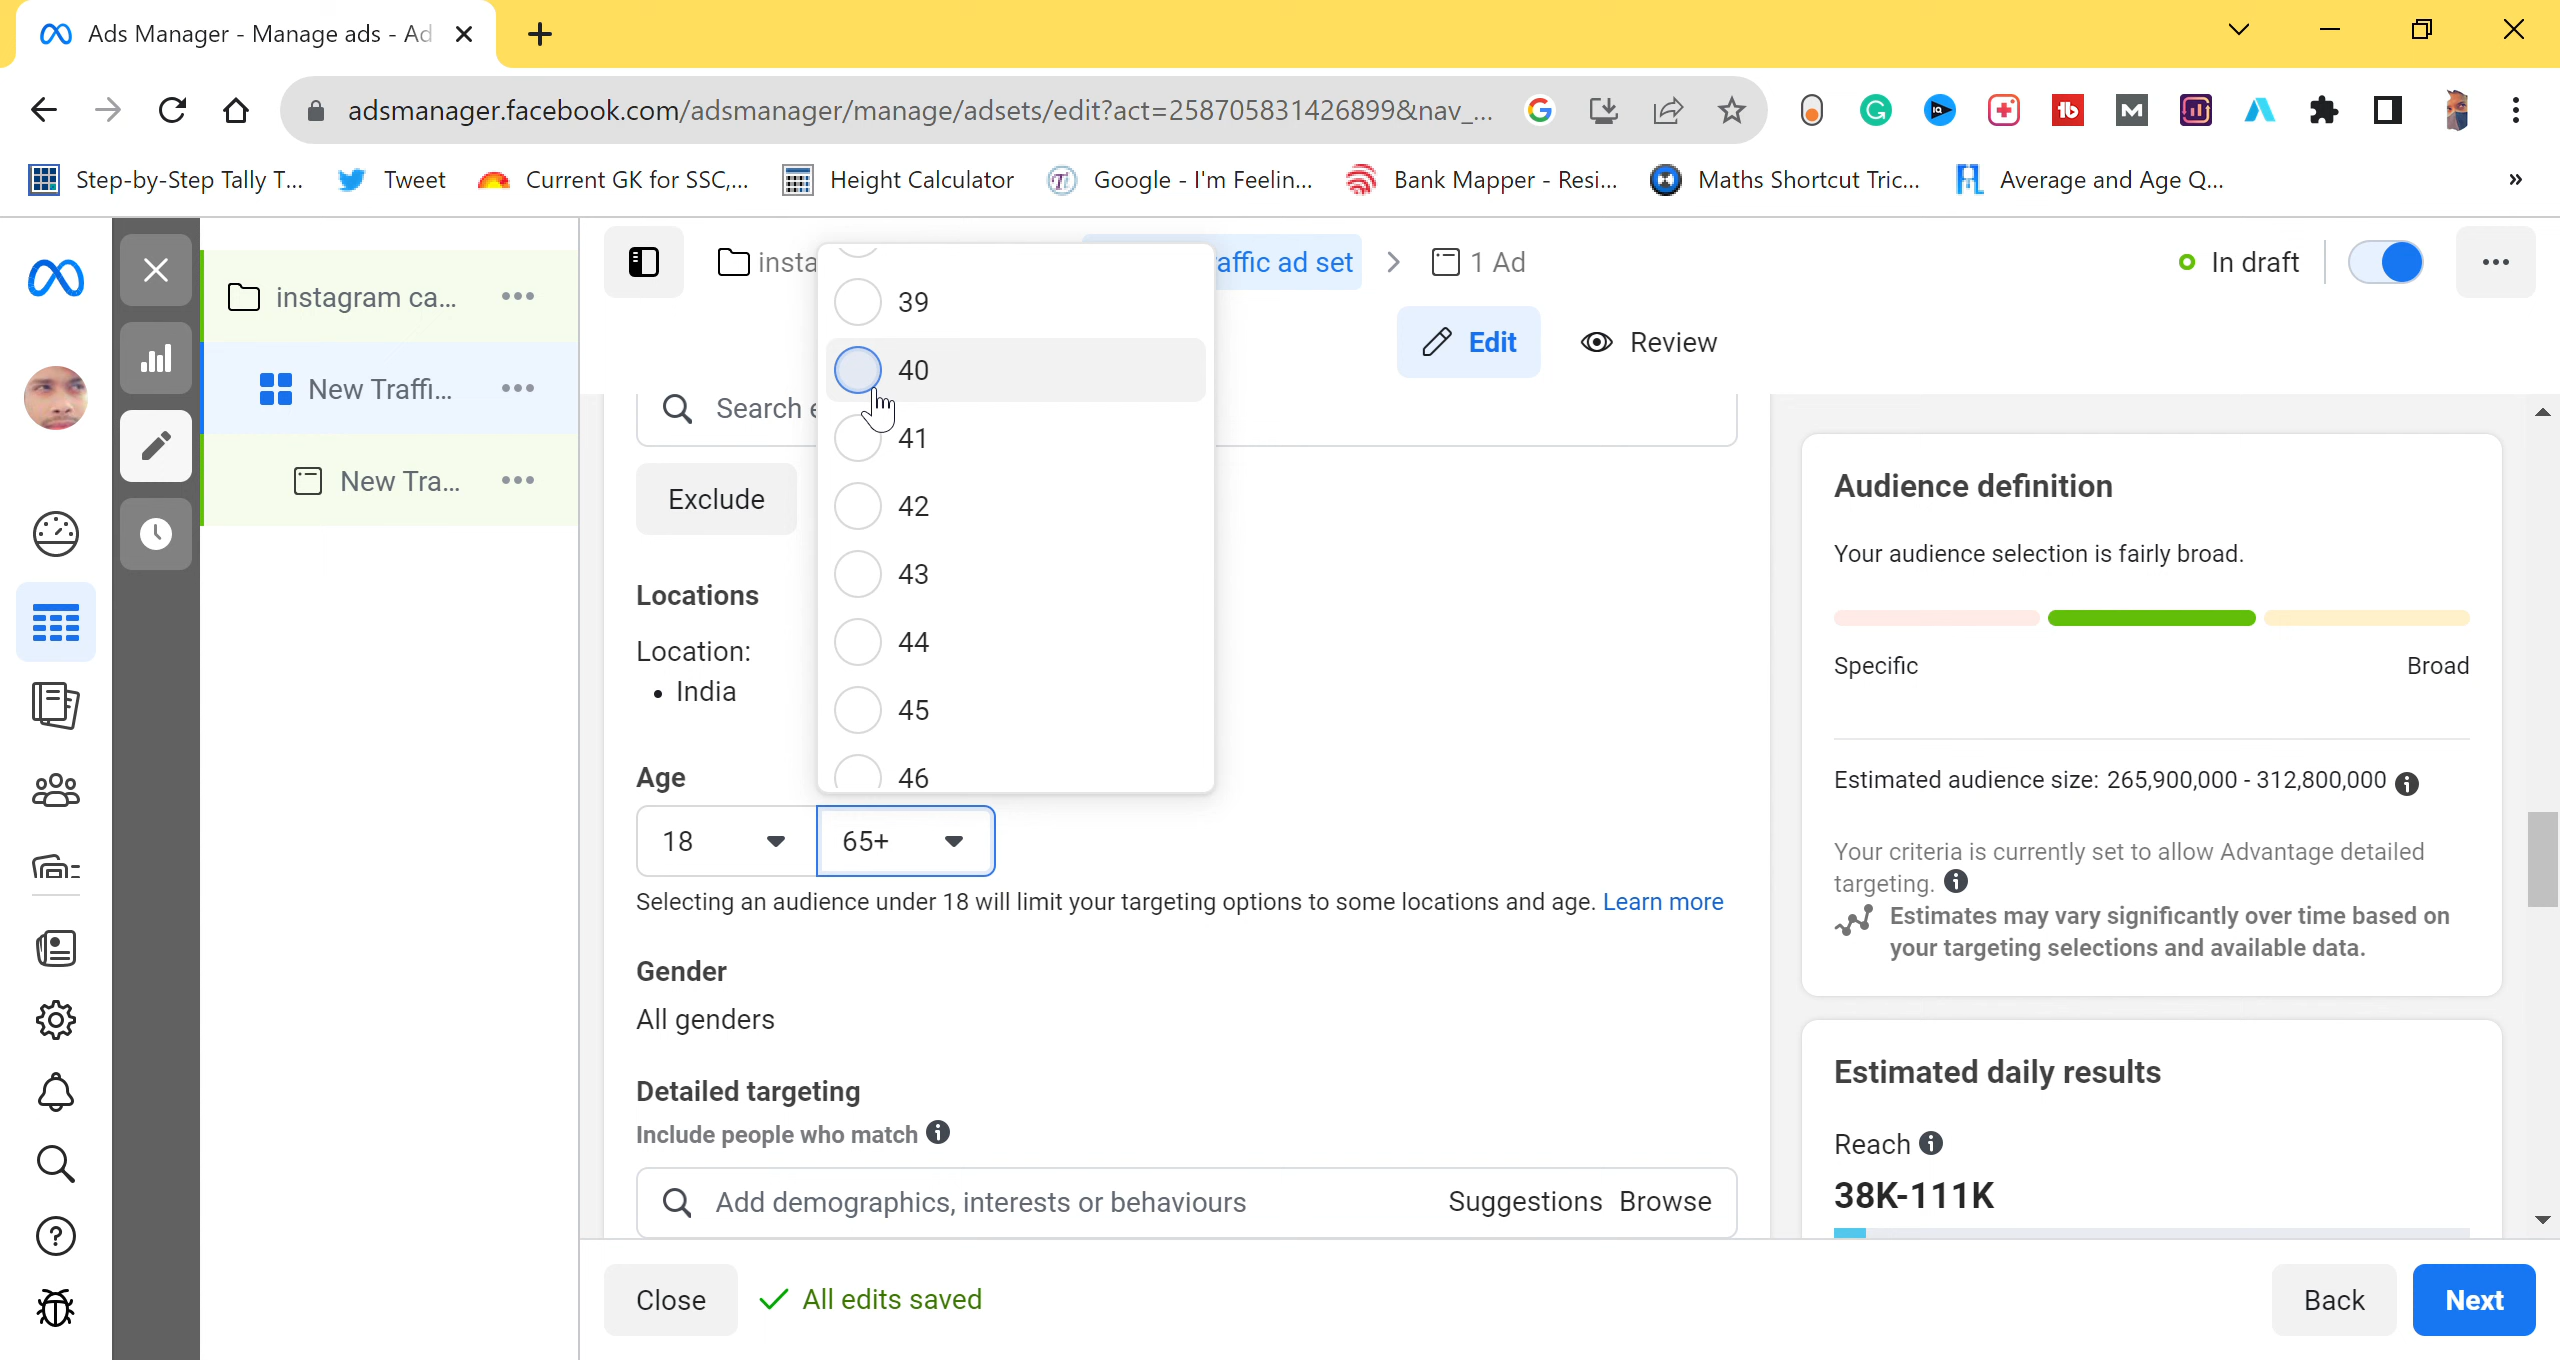 Ads Manager - Manage ads - Ad
adsmanager.facebook.com/adsmanager/manage/adsets/edit?act=258705831426899&nav_...
Step-by-Step Tally T...
Tweet
Current GK for SSC,...
Height Calculator
Google - I'm Feelin...
Bank Mapper - Resi...
Maths Shortcut Tric...
Average and Age Q...
»
instagram ca...
New Traffi...
New Tra...
insta
affic ad set
1 Ad
In draft
Edit
Review
Search
Exclude
39
40
41
42
43
44
45
46
Locations
Location:
• India
Age
18
65+
Selecting an audience under 18 will limit your targeting options to some locations and age. Learn more
Gender
All genders
Detailed targeting
Include people who match
Add demographics, interests or behaviours
Suggestions Browse
Audience definition
Your audience selection is fairly broad.
Specific
Broad
Estimated audience size: 265,900,000 - 312,800,000
Your criteria is currently set to allow Advantage detailed
targeting.
Estimates may vary significantly over time based on
your targeting selections and available data.
Estimated daily results
Reach
38K-111K
Close
All edits saved
Back
Next